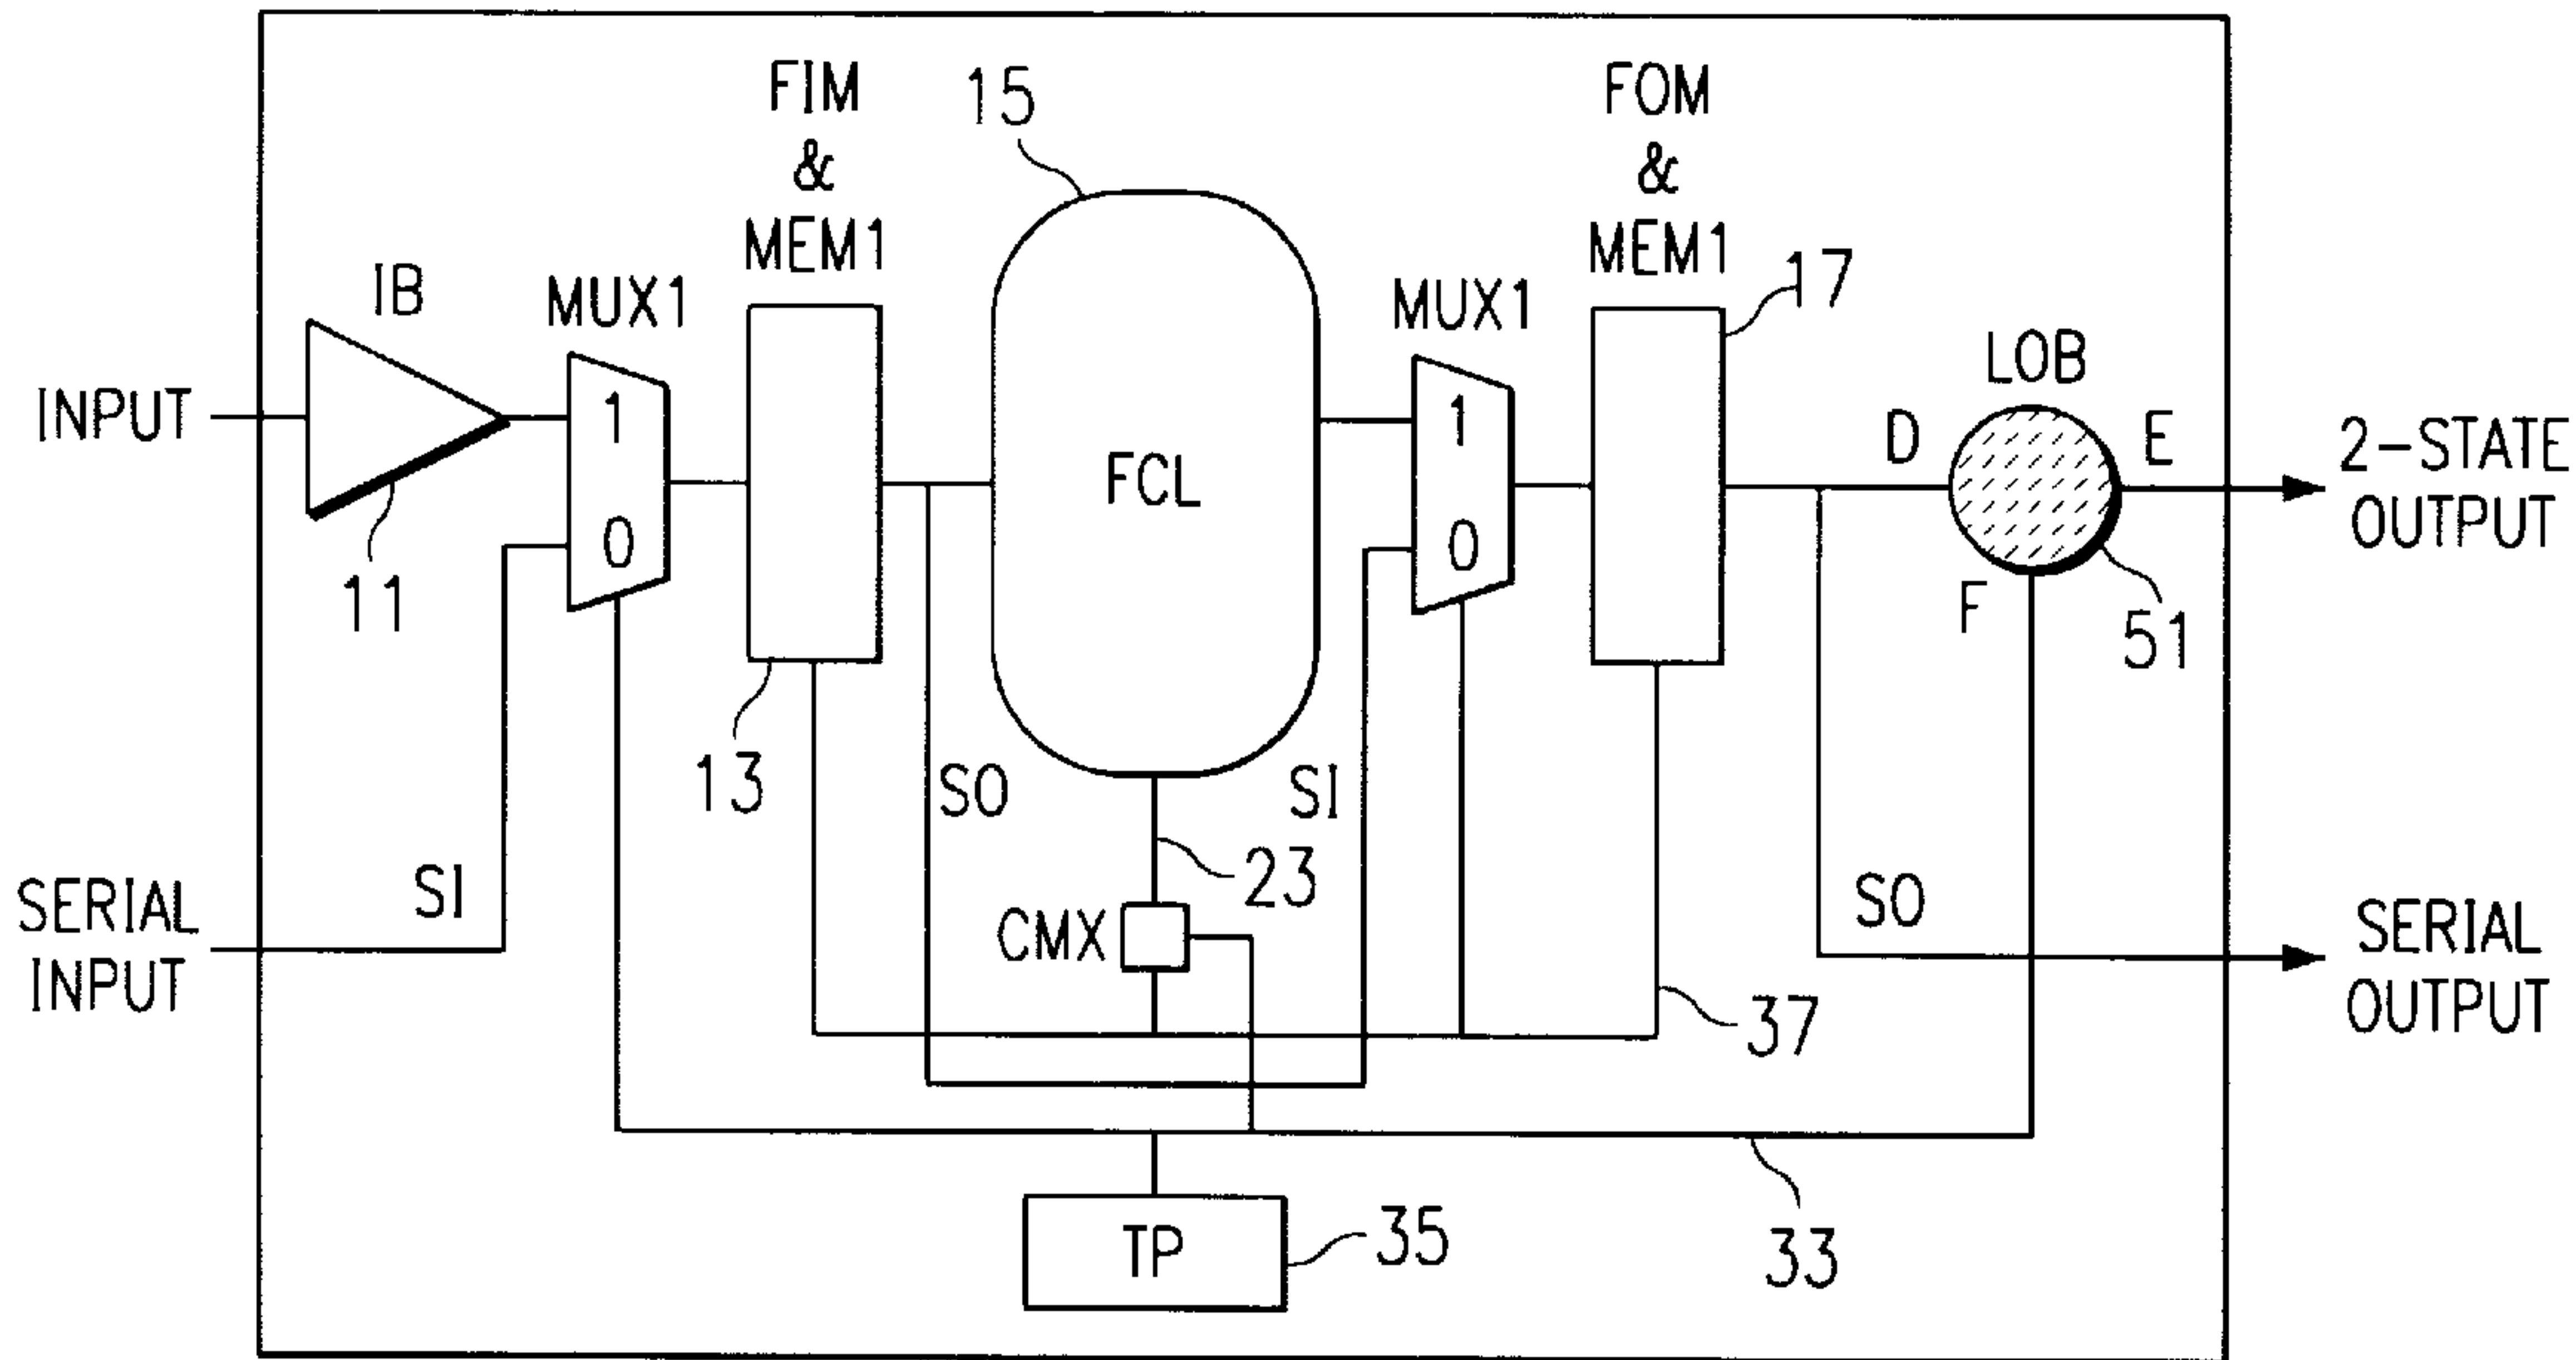 FIM
&
MEM1
15
FOM
&
MEM1
17
IB
MUX1
MUX1
LOB
INPUT
1
0
11
FCL
1
0
D
E
F
51
2-STATE
OUTPUT
13
SO
SI
23
SI
CMX
SO
37
SERIAL
INPUT
SERIAL
OUTPUT
TP
35
33